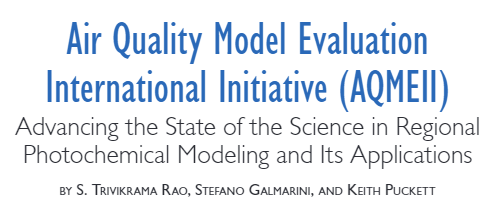 Air Quality Model Evaluation
International Initiative (AQMEII)
Advancing the State of the Science in Regional
Photochemical Modeling and Its Applications
BY S. TRIVIKRAMA RAO, STEFANO GALMARINI, AND KEITH PUCKETT